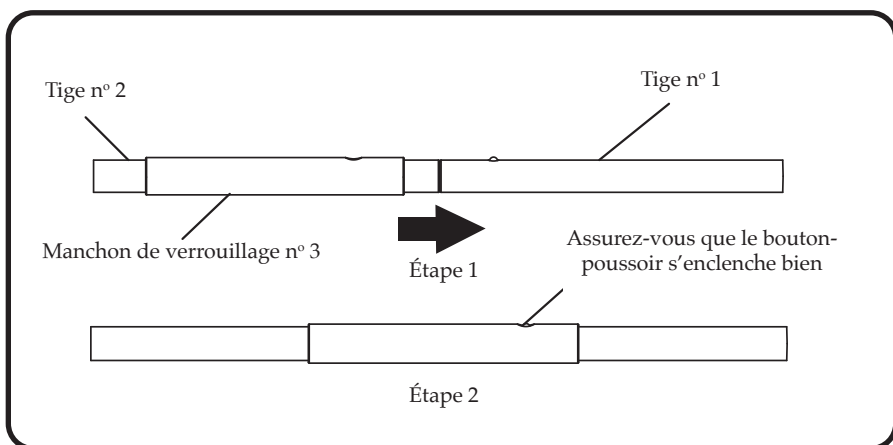 Tige nº 2
Tige nº 1
Manchon de verrouillage nº 3
Étape 1
Assurez-vous que le bouton-
poussoir s’enclenche bien
Étape 2